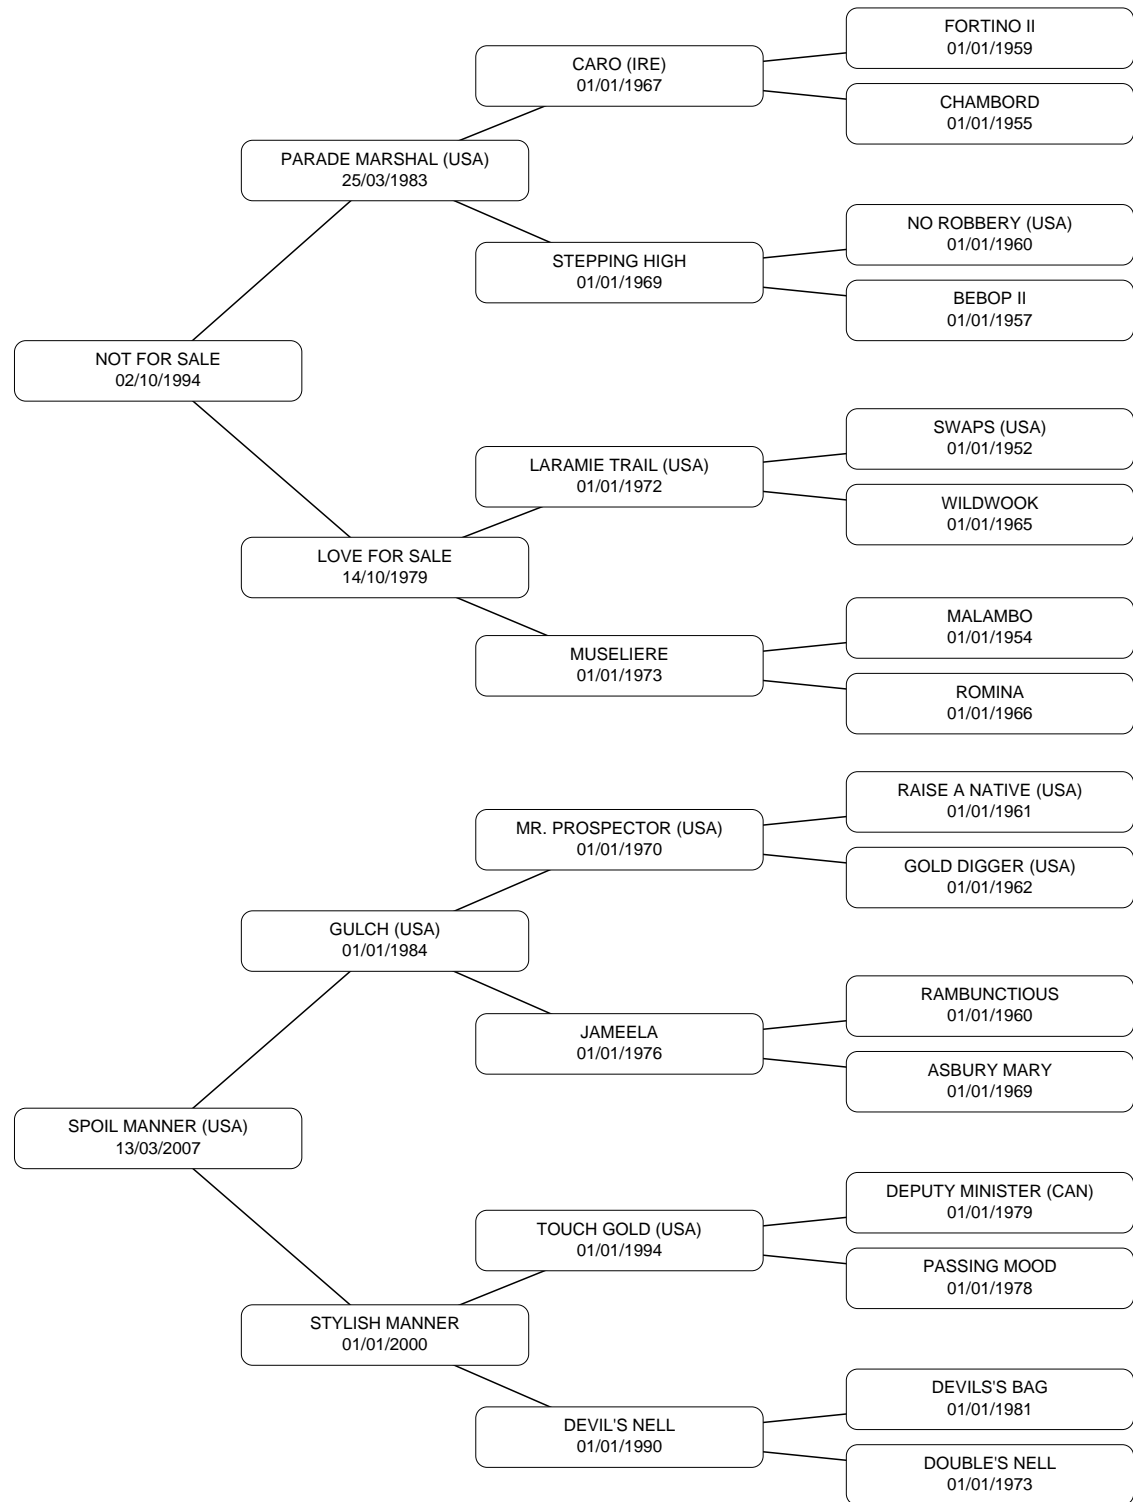 FORTINO II
01/01/1959
CARO (IRE)
01/01/1967
CHAMBORD
01/01/1955
PARADE MARSHAL (USA)
25/03/1983
NO ROBBERY (USA)
01/01/1960
STEPPING HIGH
01/01/1969
BEBOP II
01/01/1957
NOT FOR SALE
02/10/1994
SWAPS (USA)
01/01/1952
LARAMIE TRAIL (USA)
01/01/1972
WILDWOOK
01/01/1965
LOVE FOR SALE
14/10/1979
MALAMBO
01/01/1954
MUSELIERE
01/01/1973
ROMINA
01/01/1966
RAISE A NATIVE (USA)
01/01/1961
MR. PROSPECTOR (USA)
01/01/1970
GOLD DIGGER (USA)
01/01/1962
GULCH (USA)
01/01/1984
RAMBUNCTIOUS
01/01/1960
JAMEELA
01/01/1976
ASBURY MARY
01/01/1969
SPOIL MANNER (USA)
13/03/2007
DEPUTY MINISTER (CAN)
01/01/1979
TOUCH GOLD (USA)
01/01/1994
PASSING MOOD
01/01/1978
STYLISH MANNER
01/01/2000
DEVILS'S BAG
01/01/1981
DEVIL'S NELL
01/01/1990
DOUBLE'S NELL
01/01/1973